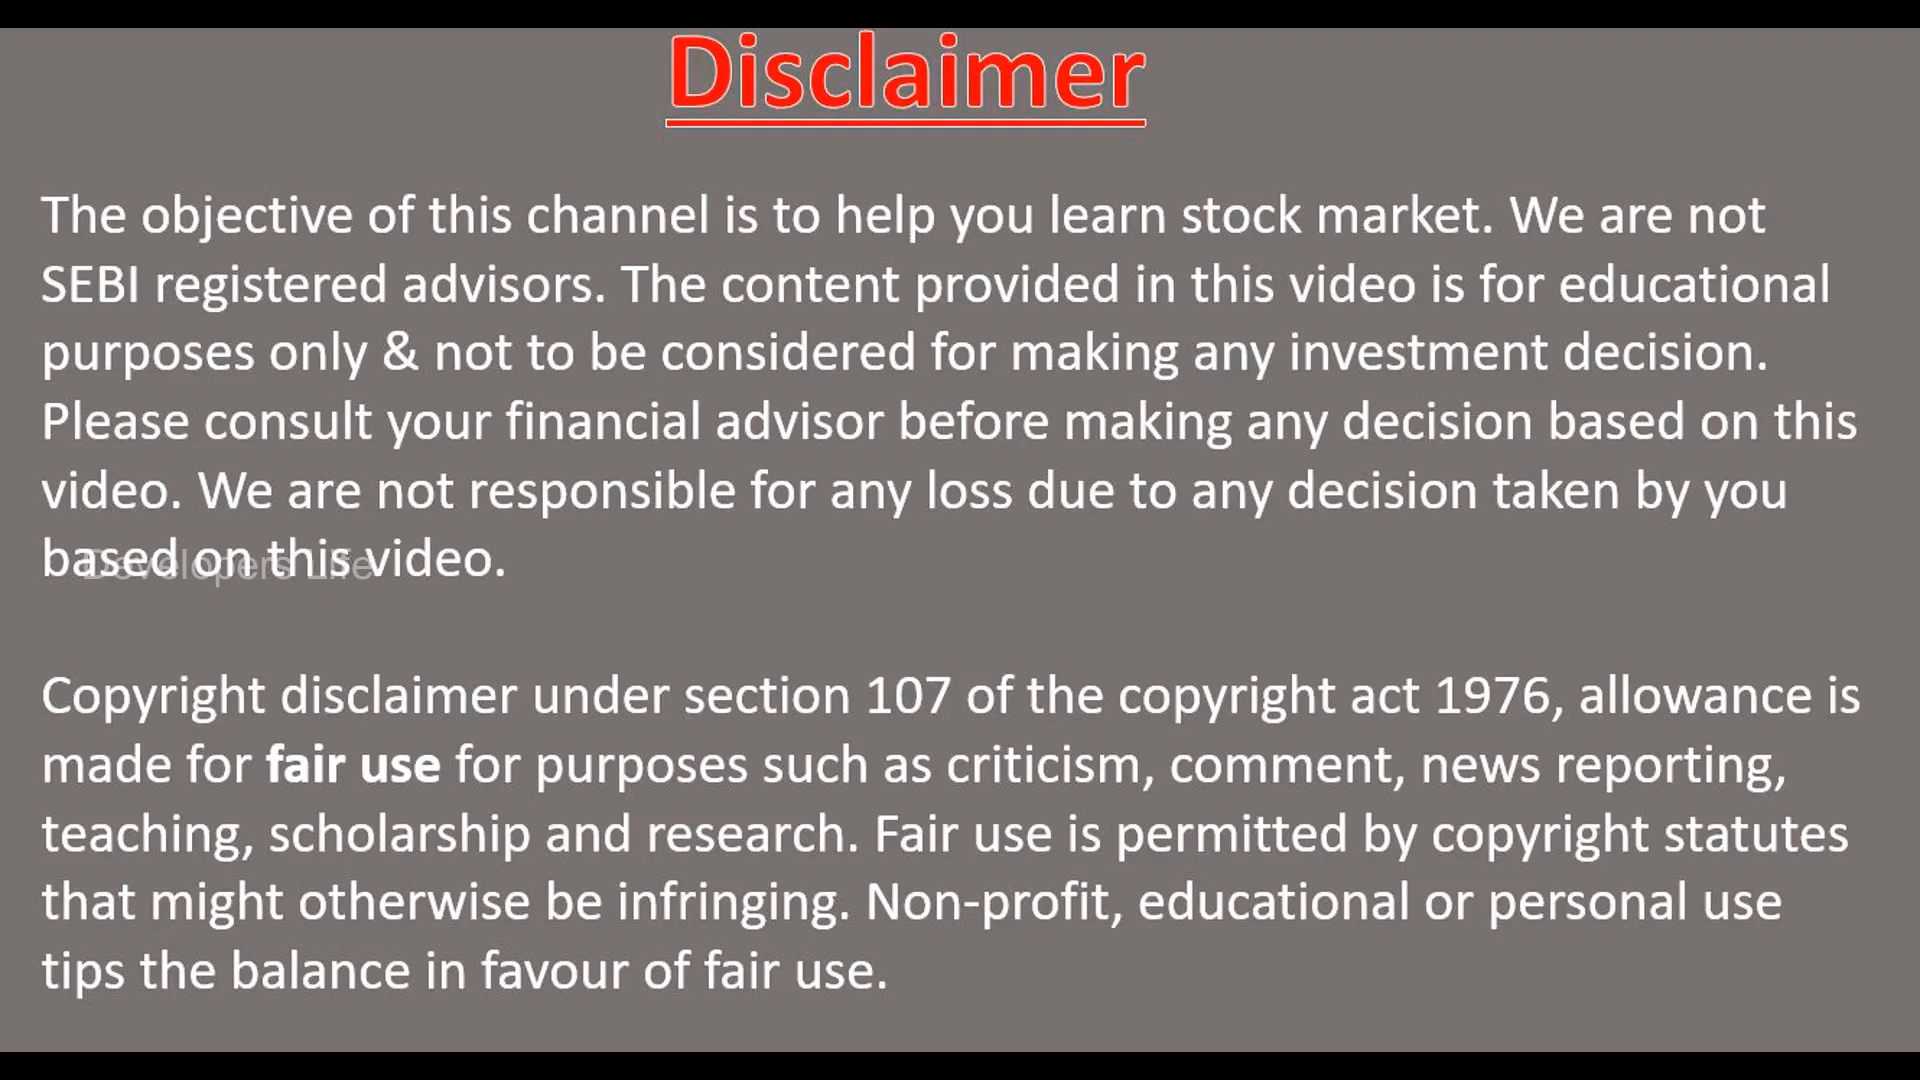 Disclaimer
The objective of this channel is to help you learn stock market. We are not
SEBI registered advisors. The content provided in this video is for educational
purposes only & not to be considered for making any investment decision.
Please consult your financial advisor before making any decision based on this
video. We are not responsible for any loss due to any decision taken by you
based on this video.
Developers Life
Copyright disclaimer under section 107 of the copyright act 1976, allowance is
made for fair use for purposes such as criticism, comment, news reporting,
teaching, scholarship and research. Fair use is permitted by copyright statutes
that might otherwise be infringing. Non-profit, educational or personal use
tips the balance in favour of fair use.